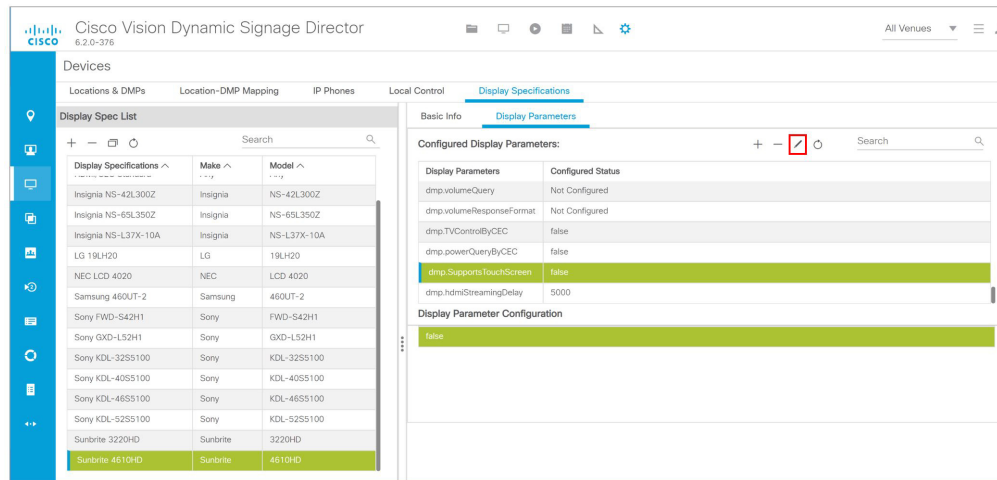 CISCO
Cisco Vision Dynamic Signage Director
6.2.0-376
All Venues
Devices
Locations & DMPs
Location-DMP Mapping
IP Phones
Local Control
Display Specifications
Display Spec List
Search
Display Specifications
Make
Model
Insignia NS-42L300Z Insignia NS-42L300Z
Insignia NS-65L350Z Insignia NS-65L350Z
Insignia NS-L37X-10A Insignia NS-L37X-10A
LG 19LH20 LG 19LH20
NEC LCD 4020 NEC LCD 4020
Samsung 460UT-2 Samsung 460UT-2
Sony FWD-S42H1 Sony FWD-S42H1
Sony GXD-L52H1 Sony GXD-L52H1
Sony KDL-32S5100 Sony KDL-32S5100
Sony KDL-40S5100 Sony KDL-40S5100
Sony KDL-46S5100 Sony KDL-46S5100
Sony KDL-52S5100 Sony KDL-52S5100
Sunbrite 3220HD Sunbrite 3220HD
Sunbrite 4610HD Sunbrite 4610HD
Basic Info
Display Parameters
Configured Display Parameters:
Search
Display Parameters Configured Status
dmp.volumeQuery Not Configured
dmp.volumeResponseFormat Not Configured
dmp.TVControlByCEC false
dmp.powerQueryByCEC false
dmp.SupportsTouchScreen false
dmp.hdmiStreamingDelay 5000
Display Parameter Configuration
false